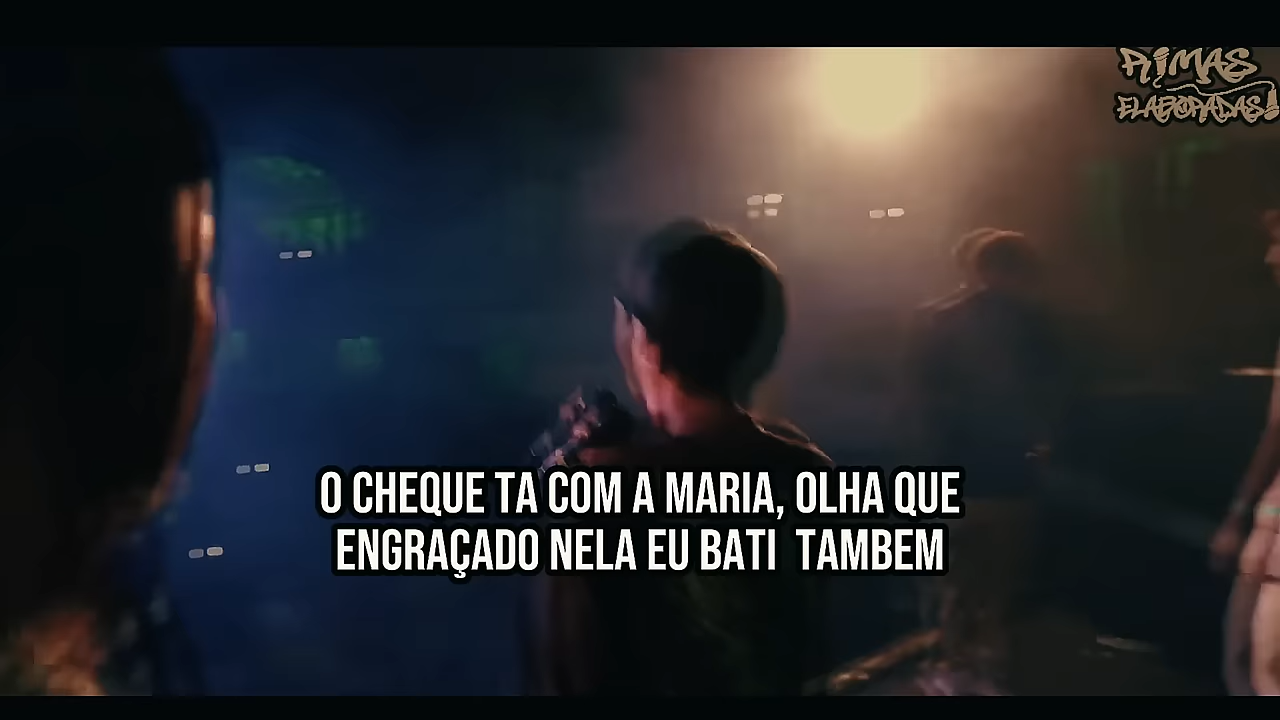 RIMAS
ELABORADAS!
O CHEQUE TA COM A MARIA, OLHA QUE
ENGRAÇADO NELA EU BATI  TAMBEM